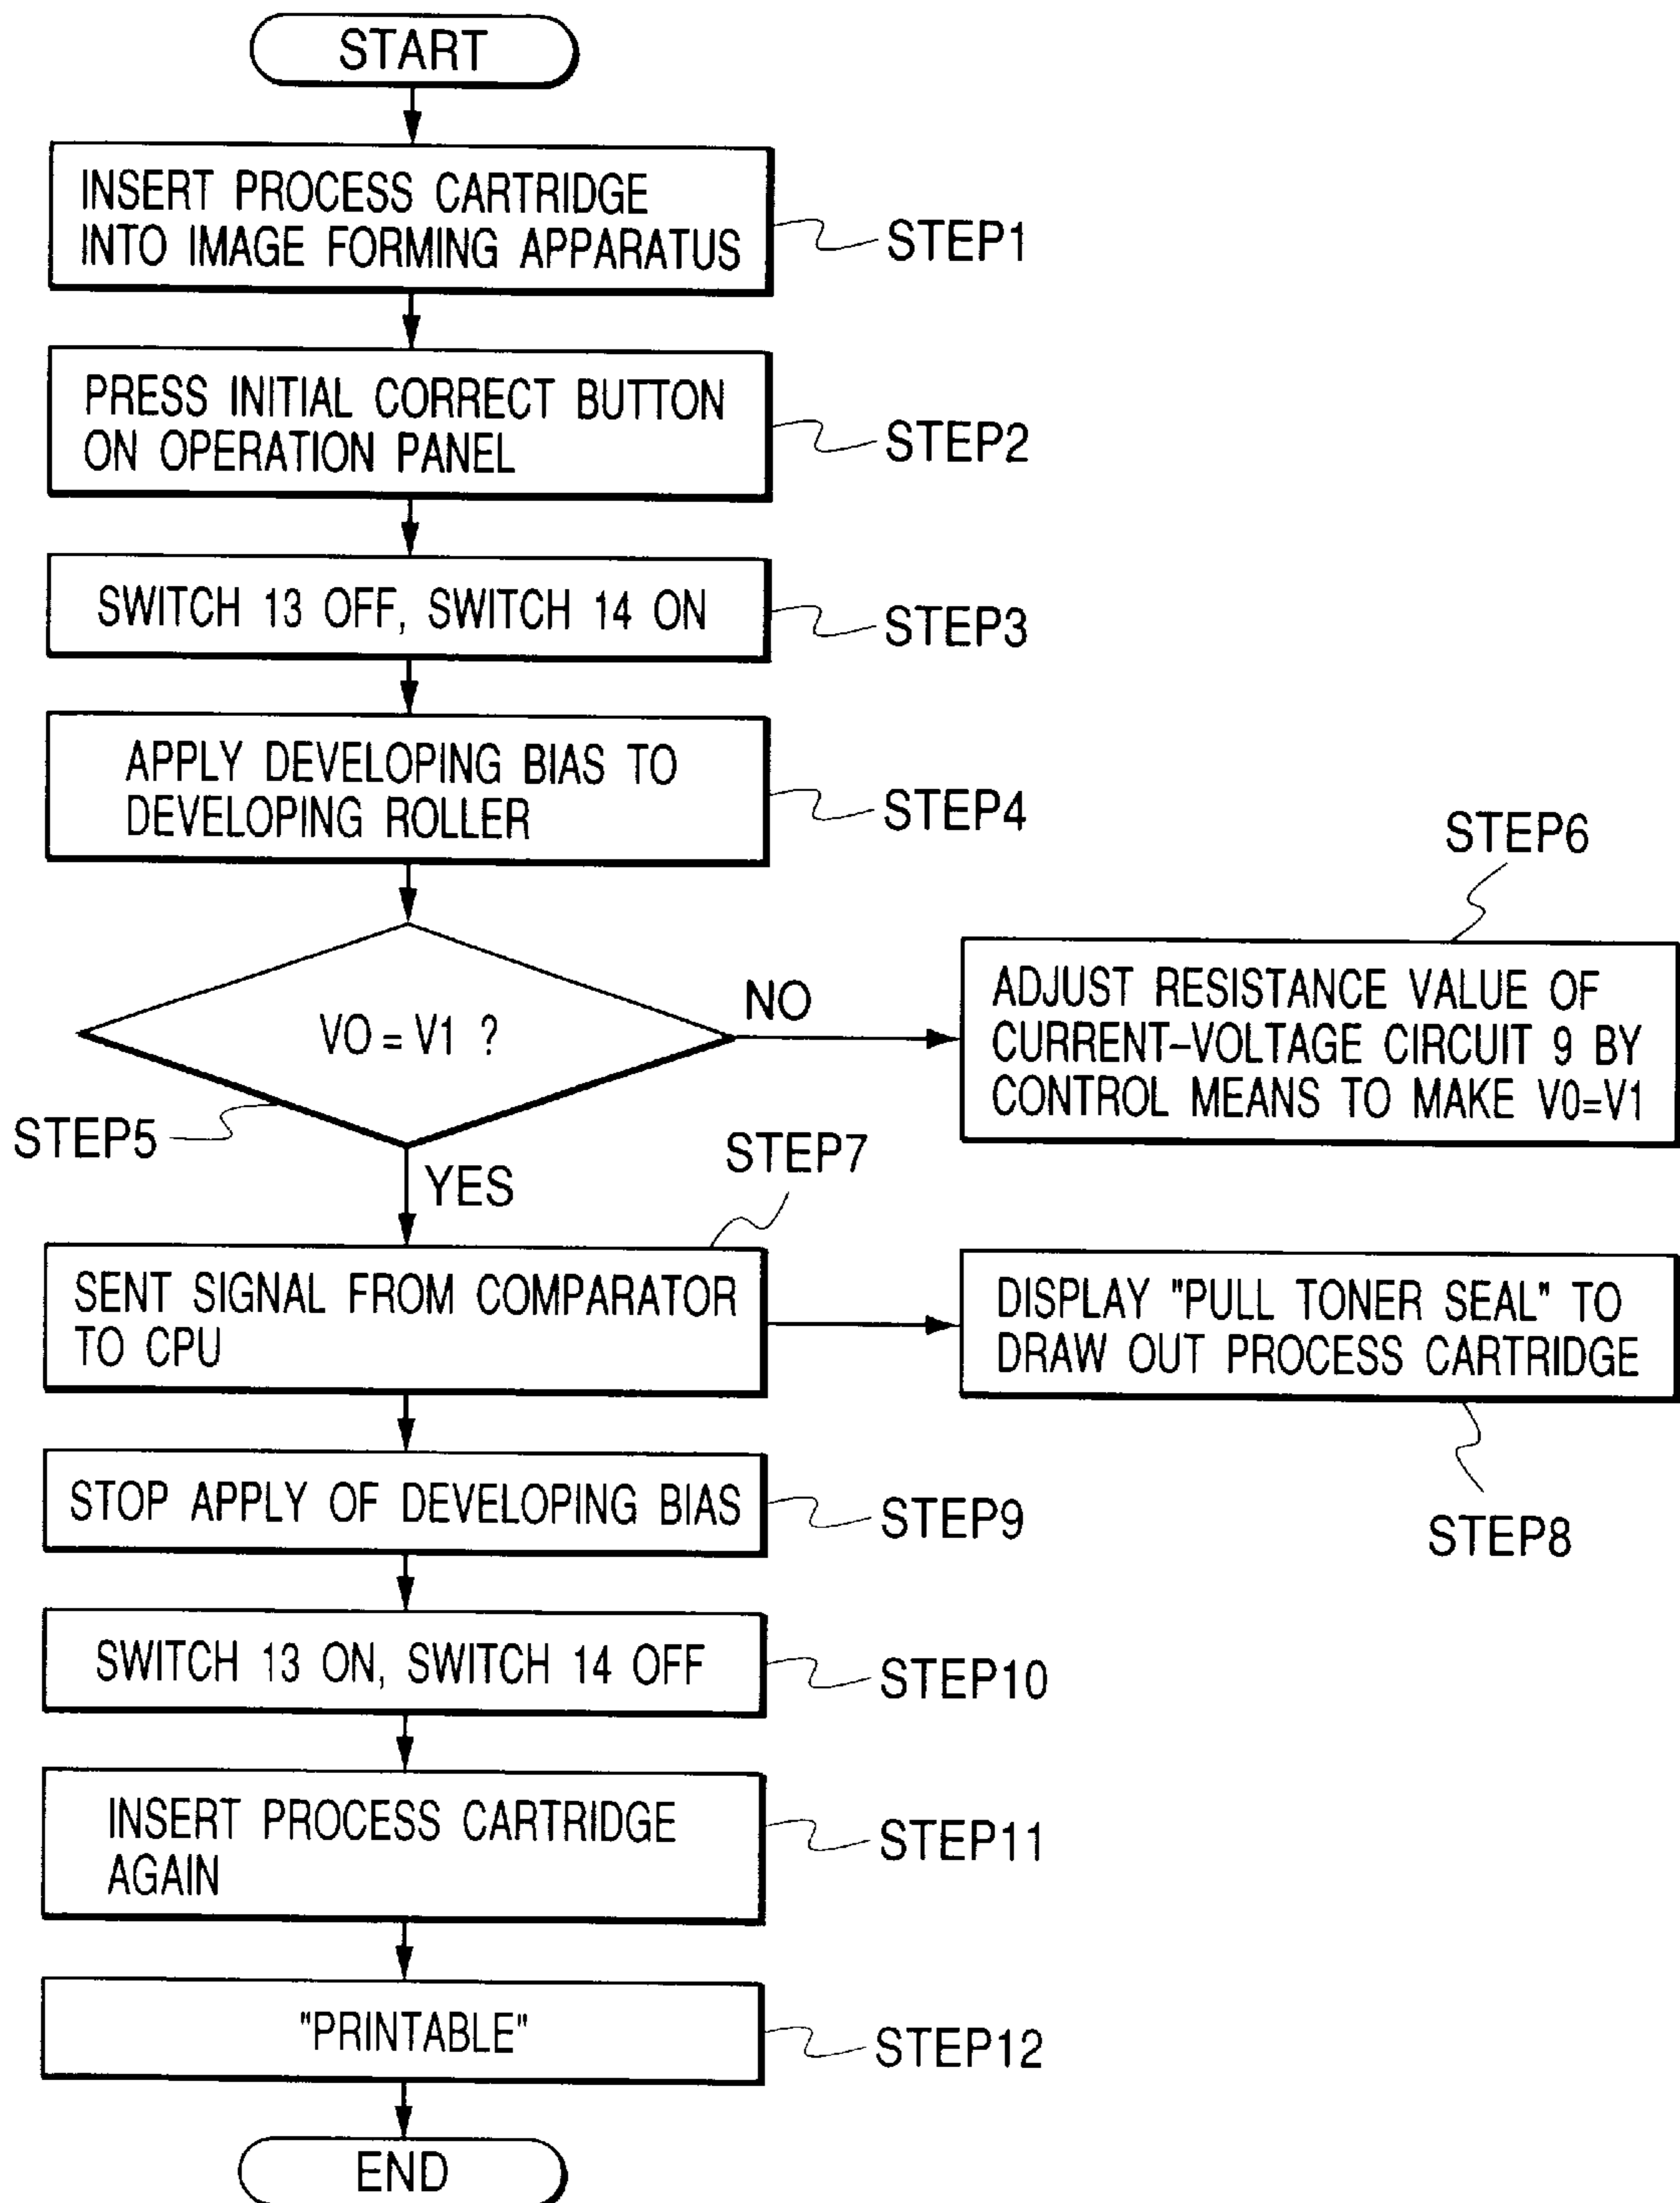 START
INSERT PROCESS CARTRIDGE
INTO IMAGE FORMING APPARATUS
STEP1
PRESS INITIAL CORRECT BUTTON
ON OPERATION PANEL
STEP2
SWITCH 13 OFF, SWITCH 14 ON
STEP3
APPLY DEVELOPING BIAS TO
DEVELOPING ROLLER
STEP4
VO = V1 ?
STEP5
NO
STEP6
ADJUST RESISTANCE VALUE OF
CURRENT-VOLTAGE CIRCUIT 9 BY
CONTROL MEANS TO MAKE V0=V1
YES
STEP7
SENT SIGNAL FROM COMPARATOR
TO CPU
DISPLAY "PULL TONER SEAL" TO
DRAW OUT PROCESS CARTRIDGE
STEP8
STOP APPLY OF DEVELOPING BIAS
STEP9
SWITCH 13 ON, SWITCH 14 OFF
STEP10
INSERT PROCESS CARTRIDGE
AGAIN
STEP11
"PRINTABLE"
STEP12
END